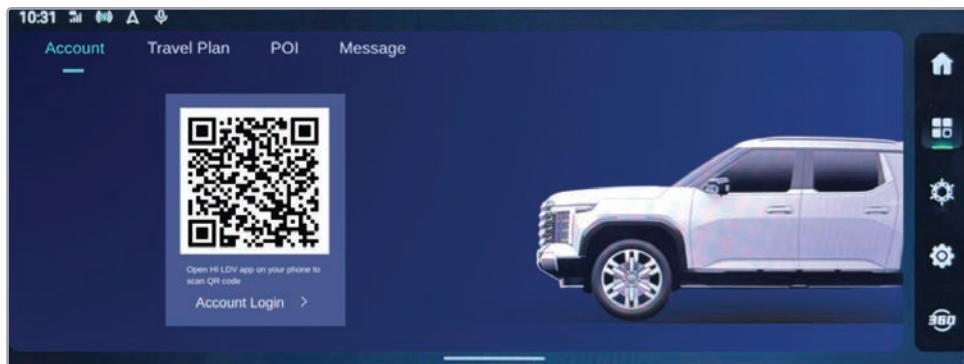 10:31
Account Travel Plan POI Message
Open HI LDV app on your phone to
scan QR code
Account Login >
360